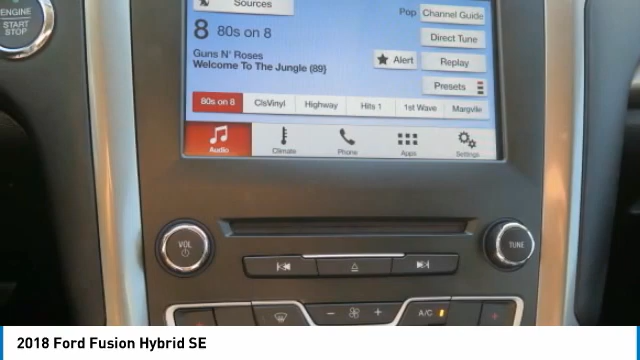 ENGINE
START
STOP
Sources
Pop
Channel Guide
8 80s on 8
Direct Tune
Guns N' Roses
Welcome To The Jungle (89)
Alert
Replay
Presets
80s on 8
ClsVinyl
Highway
Hits 1
1st Wave
Margvile
Audio
Climate
Phone
Apps
Settings
VOL
TUNE
A/C
2018 Ford Fusion Hybrid SE